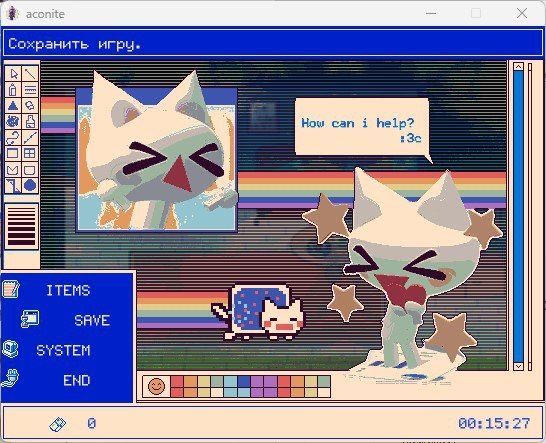 aconite
Сохранить игру.
How can i help?
:3c
ITEMS
SAVE
SYSTEM
END
0
00:15:27